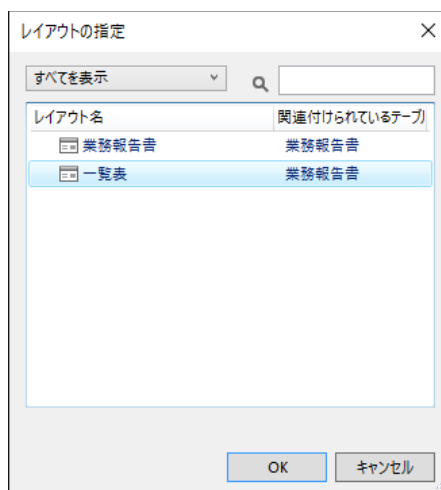 レイアウトの指定
すべてを表示
レイアウト名 関連付けられているテーブル
業務報告書 業務報告書
一覧表 業務報告書
OK キャンセル